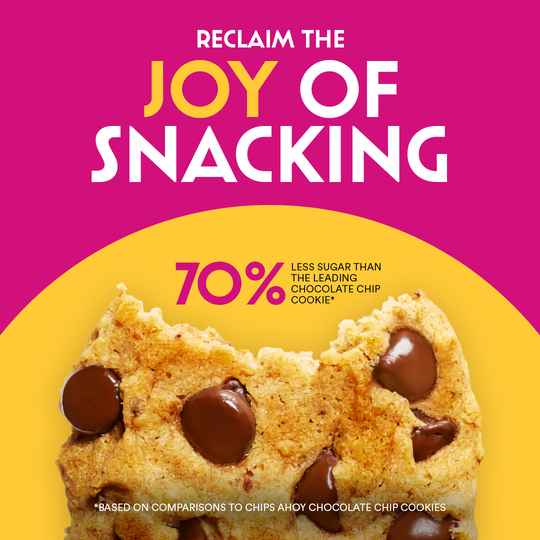 RECLAIM THE
JOY OF
SNACKING
70%
LESS SUGAR THAN
THE LEADING
CHOCOLATE CHIP
COOKIE*
*BASED ON COMPARISONS TO CHIPS AHOY CHOCOLATE CHIP COOKIES